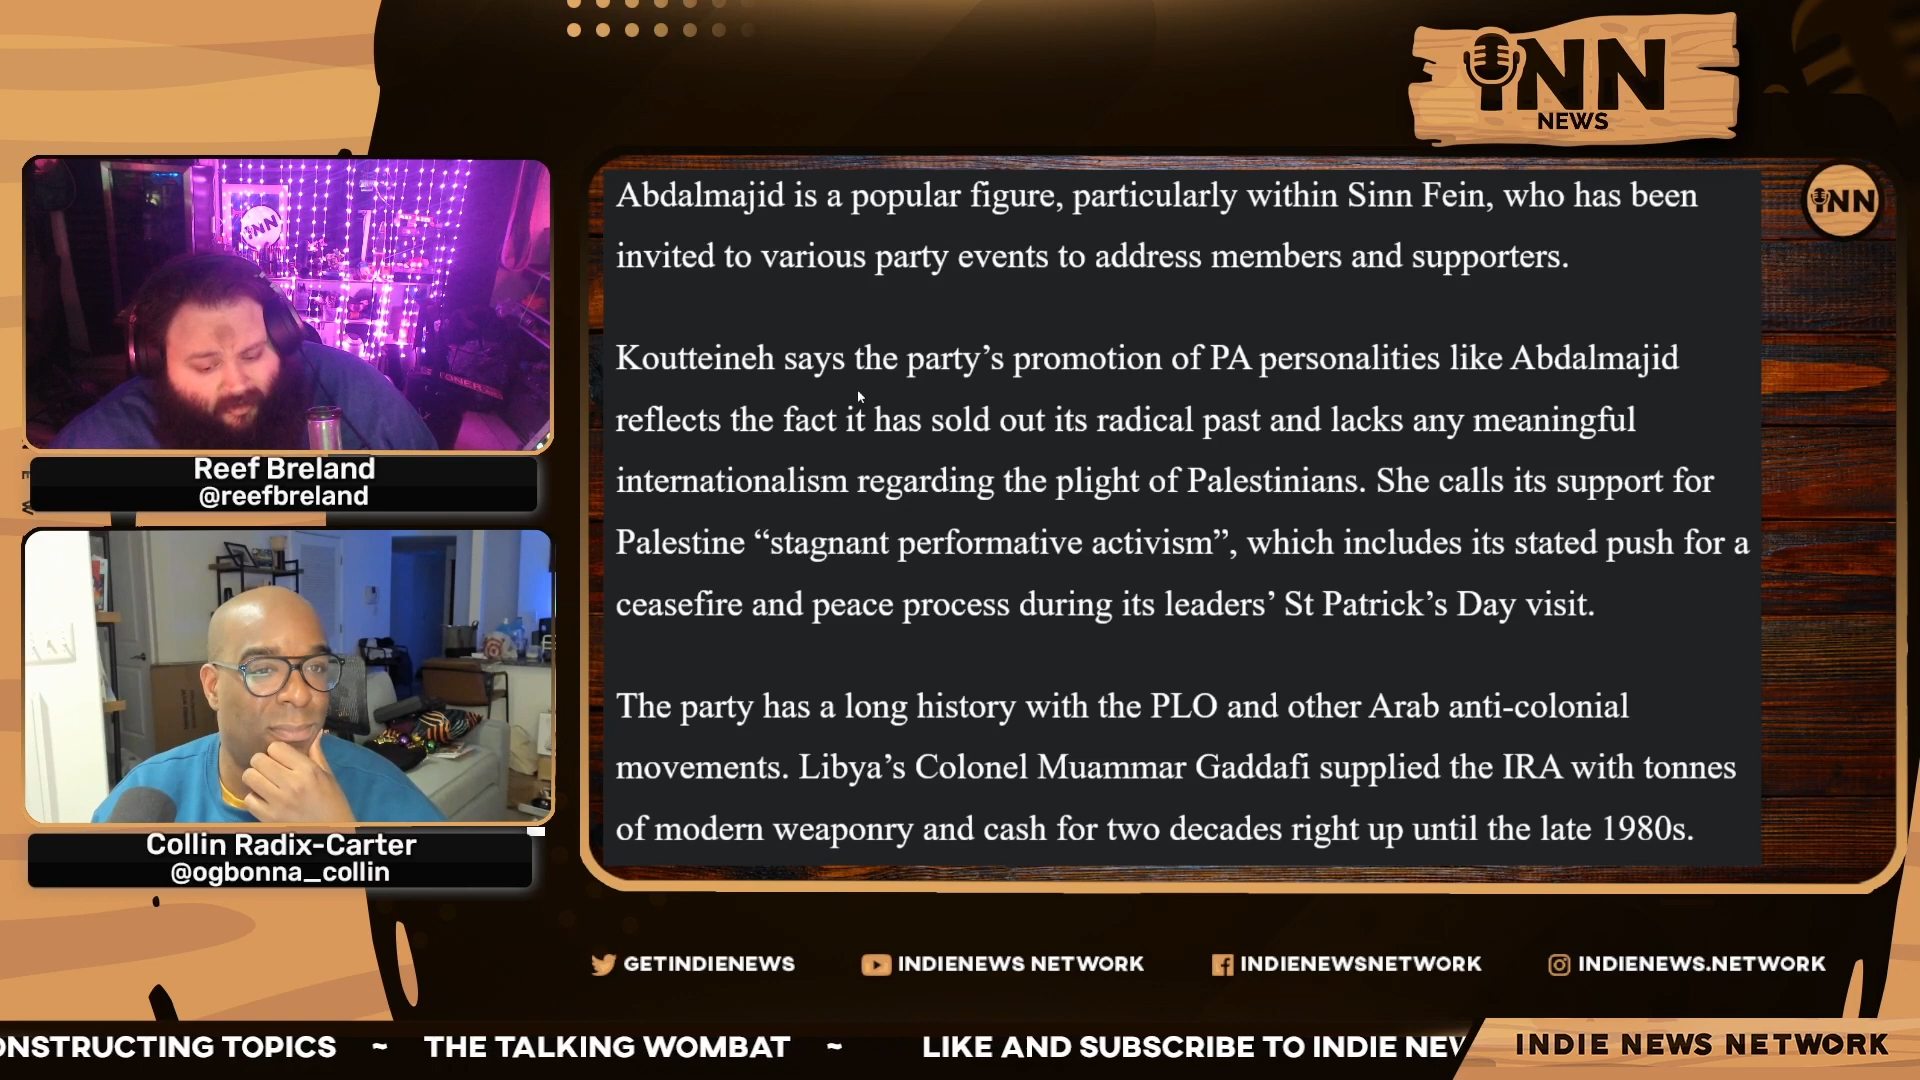 iNN
NEWS
iNN
Abdalmajid is a popular figure, particularly within Sinn Fein, who has been
invited to various party events to address members and supporters.
Koutteineh says the party’s promotion of PA personalities like Abdalmajid
reflects the fact it has sold out its radical past and lacks any meaningful
internationalism regarding the plight of Palestinians. She calls its support for
Palestine “stagnant performative activism”, which includes its stated push for a
ceasefire and peace process during its leaders’ St Patrick’s Day visit.
The party has a long history with the PLO and other Arab anti-colonial
movements. Libya’s Colonel Muammar Gaddafi supplied the IRA with tonnes
of modern weaponry and cash for two decades right up until the late 1980s.
iNN
Reef Breland
@reefbreland
Collin Radix-Carter
@ogbonna_collin
GETINDIENEWS
INDIENEWS NETWORK
INDIENEWSNETWORK
INDIENEWS.NETWORK
ONSTRUCTING TOPICS ~ THE TALKING WOMBAT ~ LIKE AND SUBSCRIBE TO INDIE NEW
INDIE NEWS NETWORK